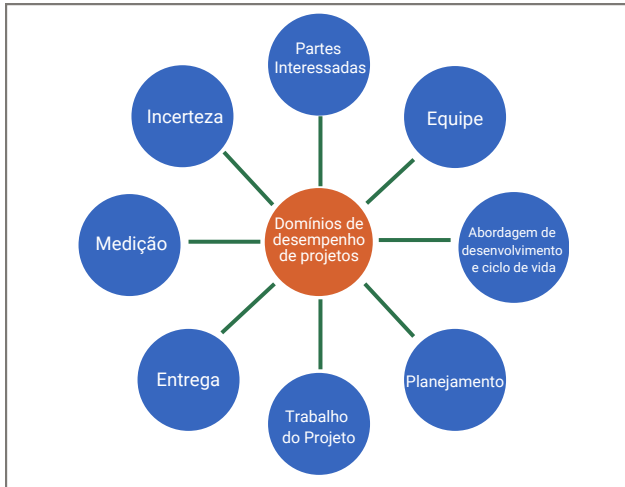 Partes
Interessadas
Incerteza
Equipe
Domínios de
desempenho
de projetos
Medição
Abordagem de
desenvolvimento
e ciclo de vida
Entrega
Planejamento
Trabalho
do Projeto